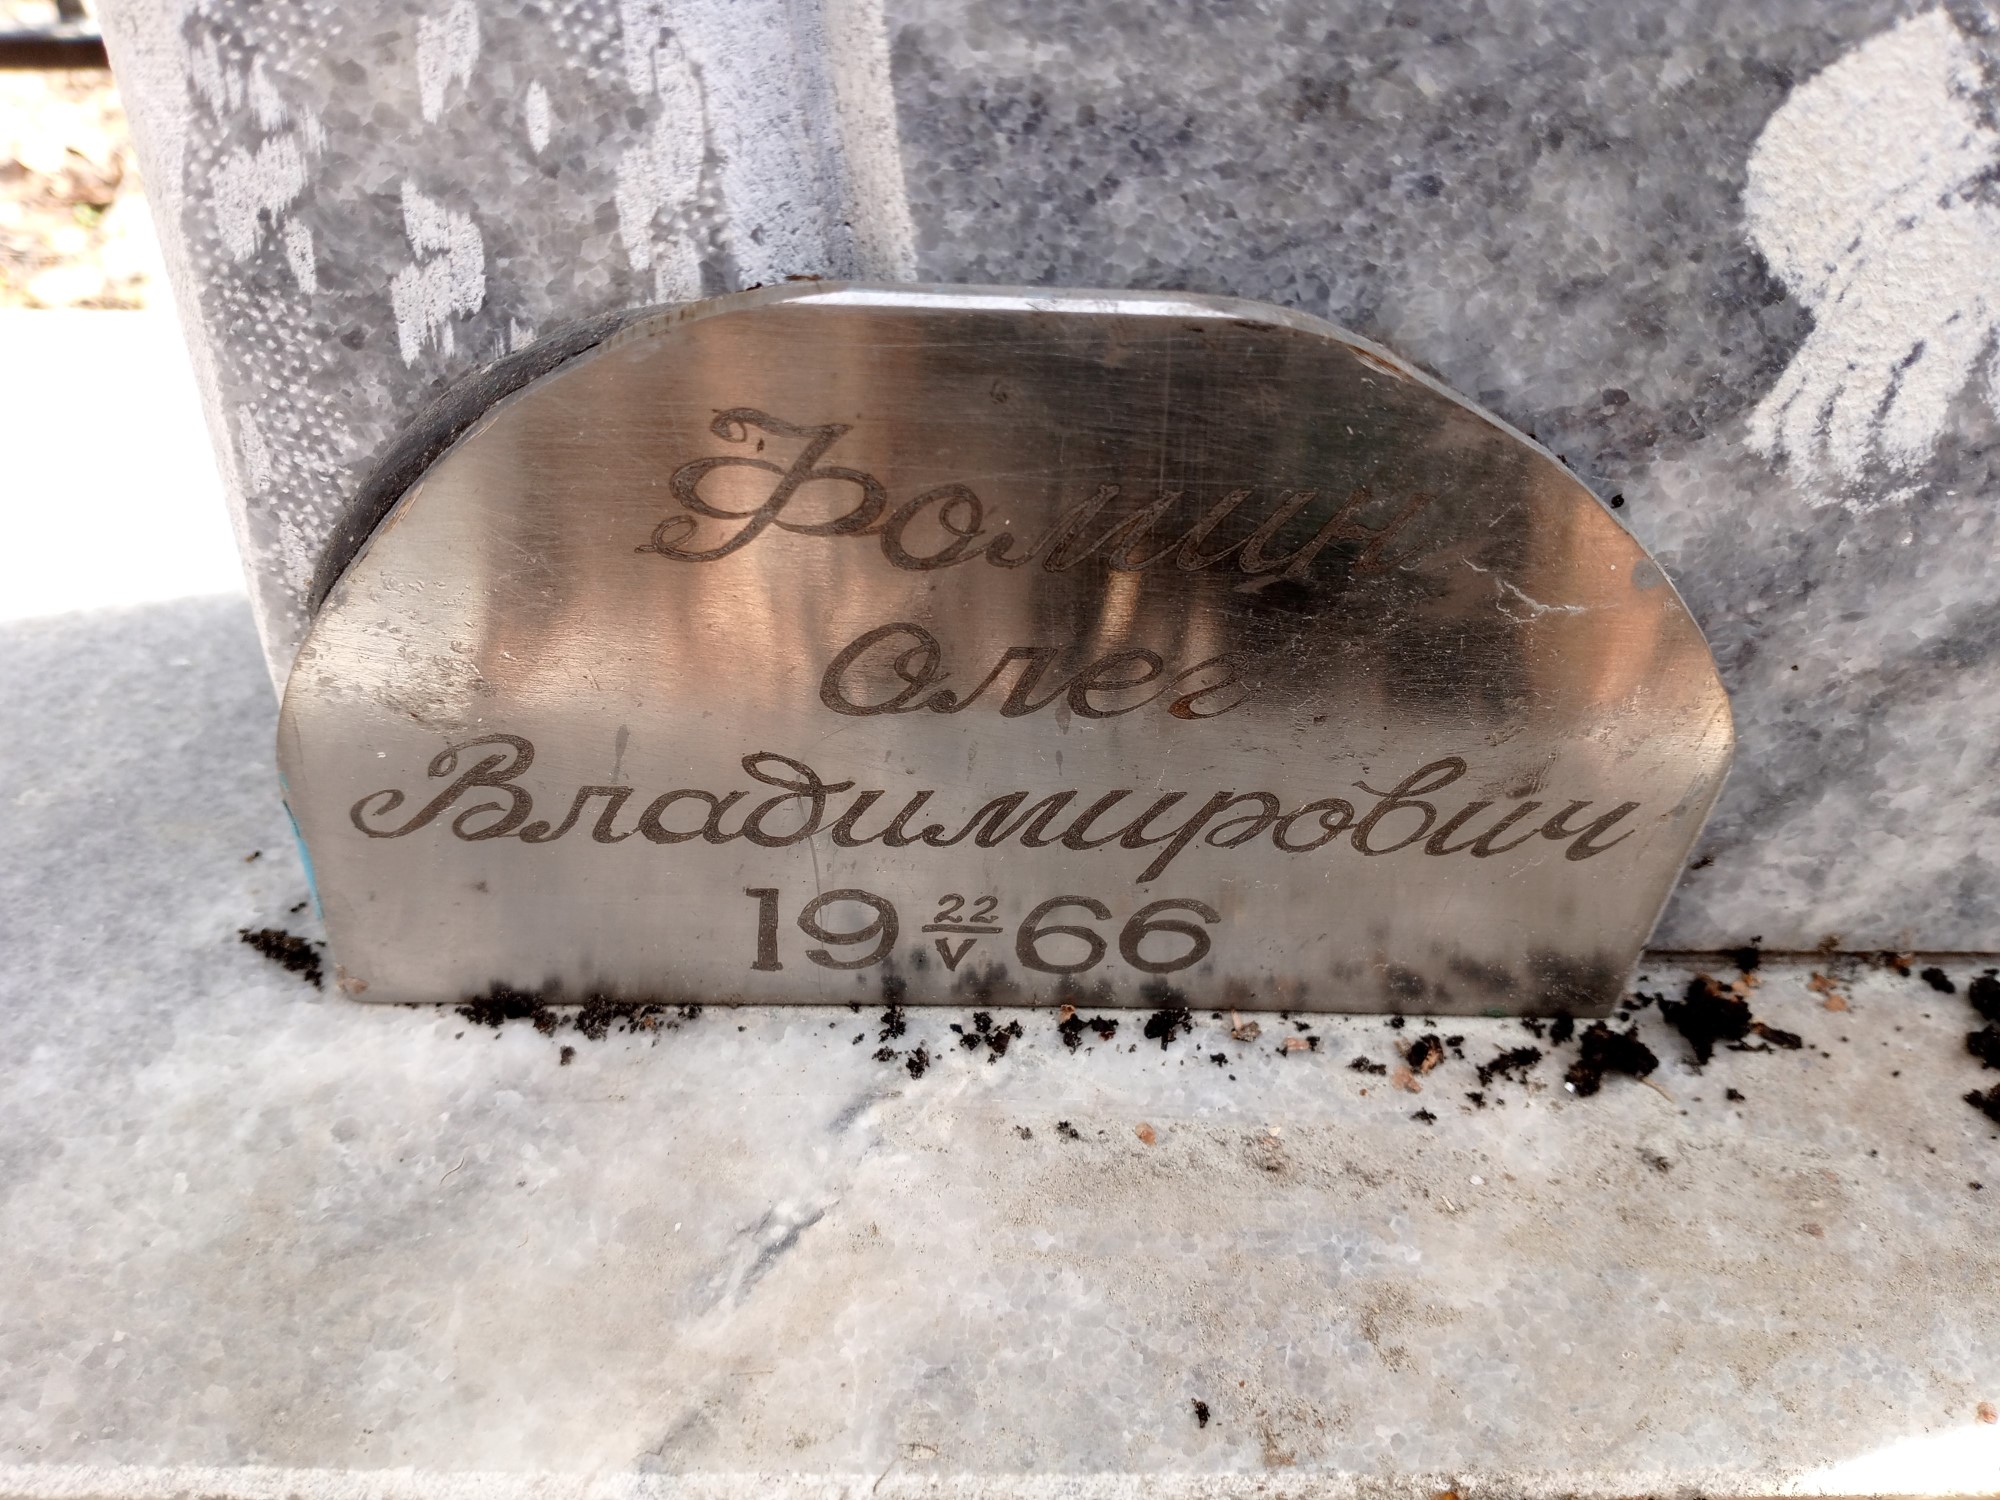 Фомин
Олег
Владимирович
19 22/V 66